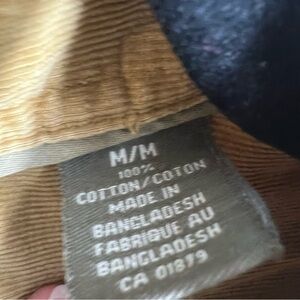 M/M
100%
COTTON/COTON
MADE IN
BANGLADESH
FABRIQUE AU
BANGLADESH
CA 01879